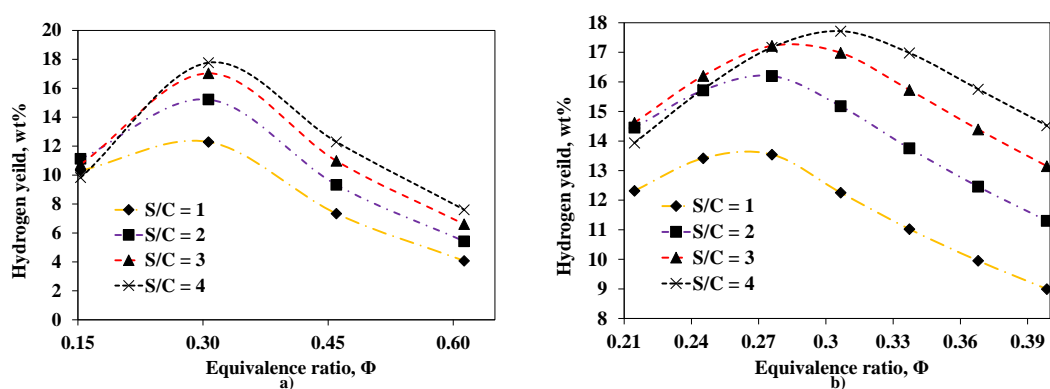 Hydrogen yeild, wt%
20
18
16
14
12
10
8
6
4
2
0
S/C = 1
S/C = 2
S/C = 3
S/C = 4
0.15 0.30 0.45 0.60
Equivalence ratio, Φ
a)
Hydrogen yeild, wt%
18
17
16
15
14
13
12
11
10
9
8
S/C = 1
S/C = 2
S/C = 3
S/C = 4
0.21 0.24 0.27 0.3 0.33 0.36 0.39
Equivalence ratio, Φ
b)